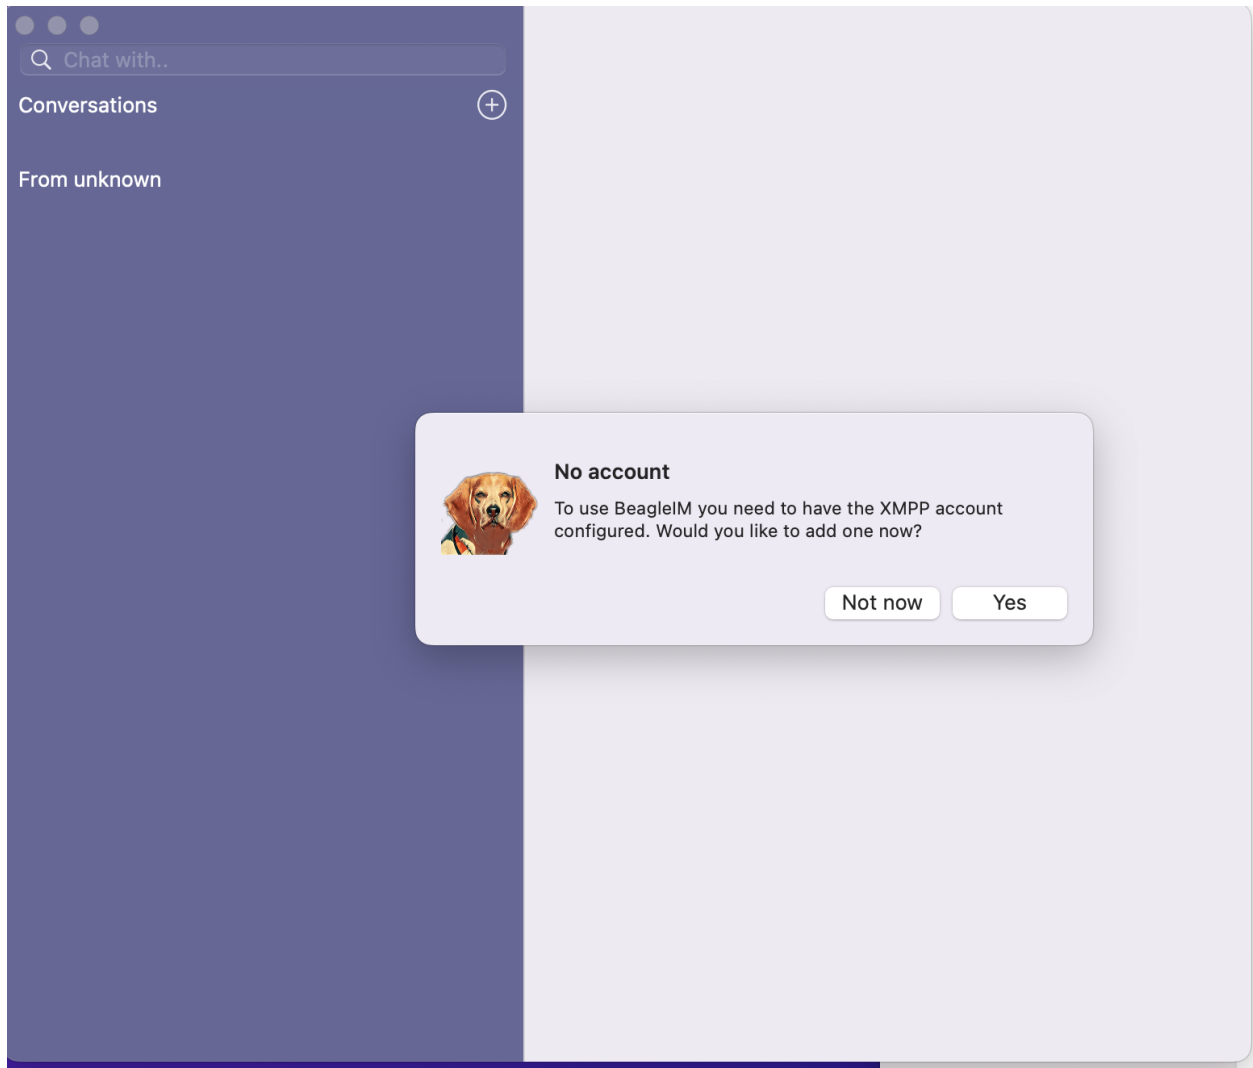 Chat with..
Conversations
From unknown
No account
To use BeagleIM you need to have the XMPP account
configured. Would you like to add one now?
Not now
Yes